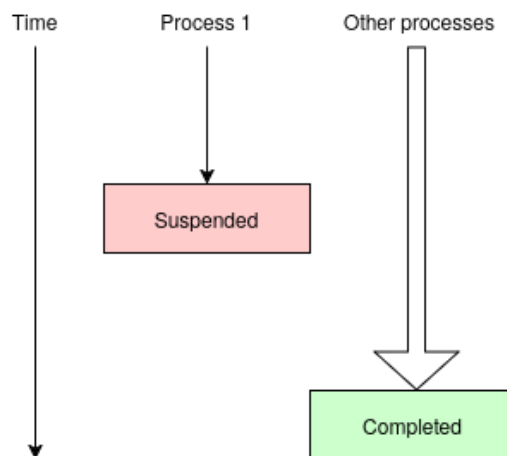 Time
Process 1
Other processes
Suspended
Completed